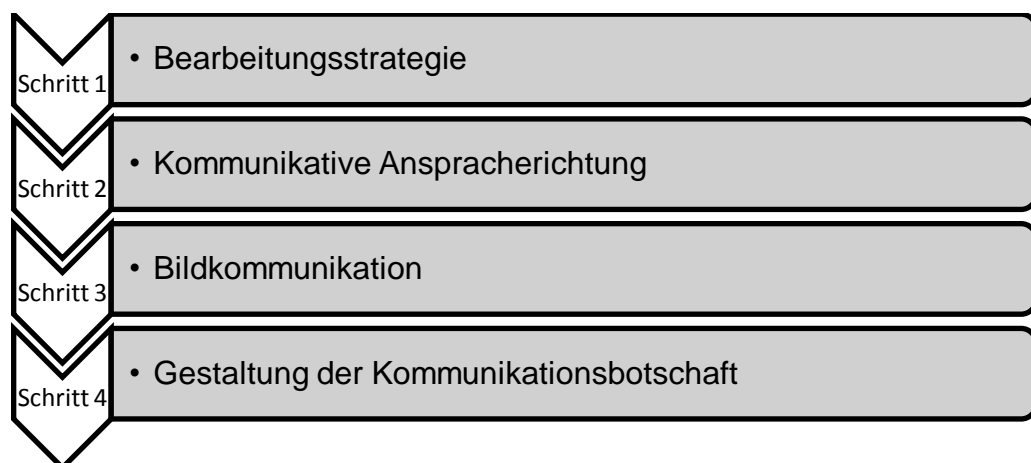 Schritt 1
• Bearbeitungsstrategie
Schritt 2
• Kommunikative Anspracherichtung
Schritt 3
• Bildkommunikation
Schritt 4
• Gestaltung der Kommunikationsbotschaft